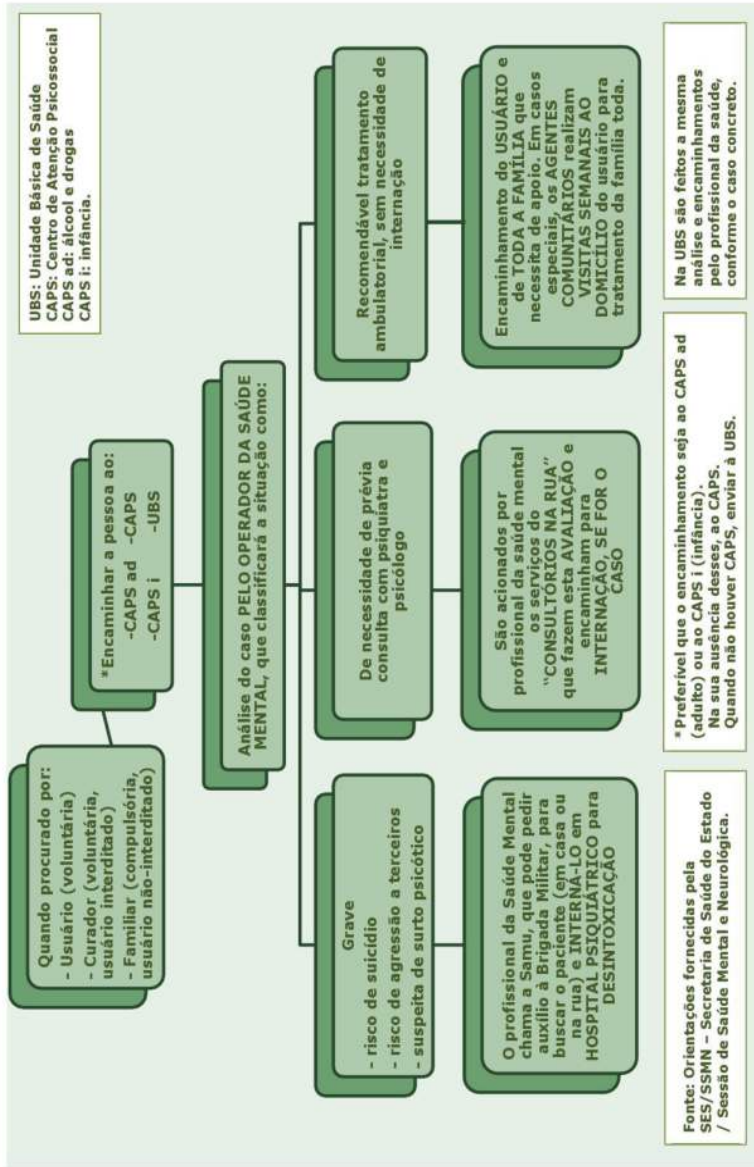 UBS: Unidade Básica de Saúde
CAPS: Centro de Atenção Psicossocial
CAPS ad: álcool e drogas
CAPS i: infância.
Quando procurado por:
- Usuário (voluntária)
- Curador (voluntária,
usuário interditado)
- Familiar (compulsória,
usuário não-interditado)
*Encaminhar a pessoa ao:
-CAPS ad -CAPS
-CAPS i -UBS
Análise do caso PELO OPERADOR DA SAÚDE
MENTAL, que classificará a situação como:
Grave
- risco de suicídio
- risco de agressão a terceiros
- suspeita de surto psicótico
De necessidade de prévia
consulta com psiquiatra e
psicólogo
Recomendável tratamento
ambulatorial, sem necessidade de
internação
O profissional da Saúde Mental
chama a Samu, que pode pedir
auxílio à Brigada Militar, para
buscar o paciente (em casa ou
na rua) e INTERNÁ-LO em
HOSPITAL PSIQUIÁTRICO para
DESINTOXICAÇÃO
São acionados por
profissional da saúde mental
os serviços do
“CONSULTÓRIOS NA RUA”
que fazem esta AVALIAÇÃO e
encaminham para
INTERNAÇÃO, SE FOR O
CASO
Encaminhamento do USUÁRIO e
de TODA A FAMÍLIA que
necessita de apoio. Em casos
especiais, os AGENTES
COMUNITÁRIOS realizam
VISITAS SEMANAIS AO
DOMICÍLIO do usuário para
tratamento da família toda.
Fonte: Orientações fornecidas pela
SES/SSMN – Secretaria de Saúde do Estado
/ Sessão de Saúde Mental e Neurológica.
*Preferível que o encaminhamento seja ao CAPS ad
(adulto) ou ao CAPS i (infância).
Na sua ausência desses, ao CAPS.
Quando não houver CAPS, enviar à UBS.
Na UBS são feitos a mesma
análise e encaminhamentos
pelo profissional da saúde,
conforme o caso concreto.